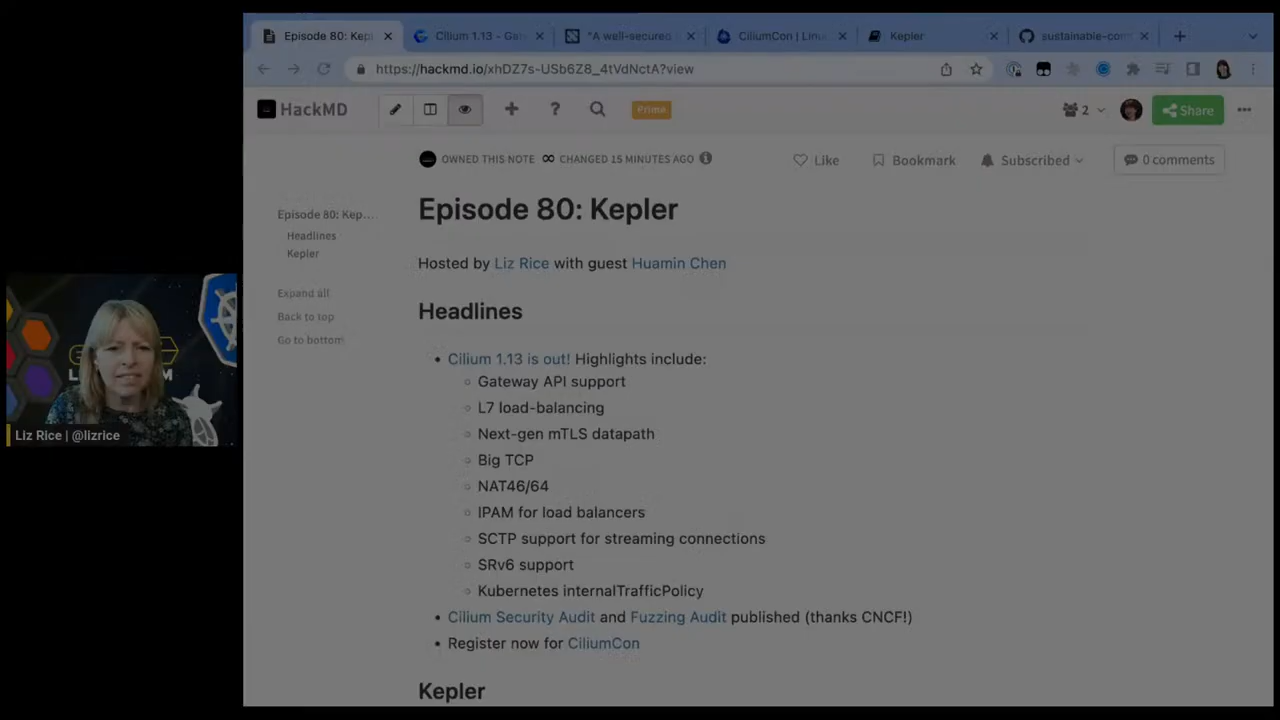 Episode 80: Kepl
Cilium 1.13 - Gat
"A well-secured
CiliumCon | Linu
Kepler
sustainable-com
https://hackmd.io/xhDZ7s-USb6Z8_4tVdNctA?view
HackMD
Prime
2
Share
OWNED THIS NOTE
CHANGED 15 MINUTES AGO
Like
Bookmark
Subscribed
0 comments
Episode 80: Kep...
Headlines
Kepler
Expand all
Back to top
Go to bottom
Episode 80: Kepler
Hosted by Liz Rice with guest Huamin Chen
Headlines
Cilium 1.13 is out! Highlights include:
Gateway API support
L7 load-balancing
Next-gen mTLS datapath
Big TCP
NAT46/64
IPAM for load balancers
SCTP support for streaming connections
SRv6 support
Kubernetes internalTrafficPolicy
Cilium Security Audit and Fuzzing Audit published (thanks CNCF!)
Register now for CiliumCon
Kepler
Liz Rice | @lizrice